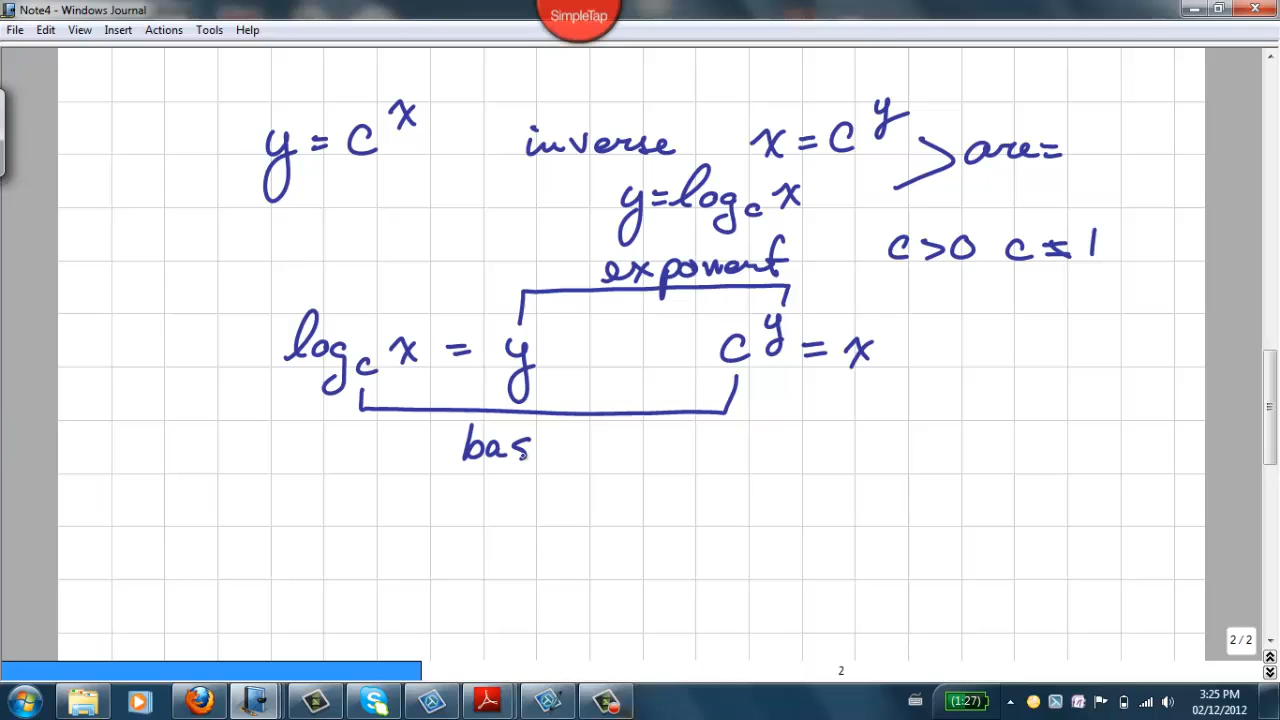 Note4 - Windows Journal
SimpleTap
File Edit View Insert Actions Tools Help
y = c^x inverse x = c^y > are =
y = log_c x
c > 0 c ≠ 1
exponent
log_c x = y c^y = x
bas
2 / 2
2
(1:27)
3:25 PM
02/12/2012